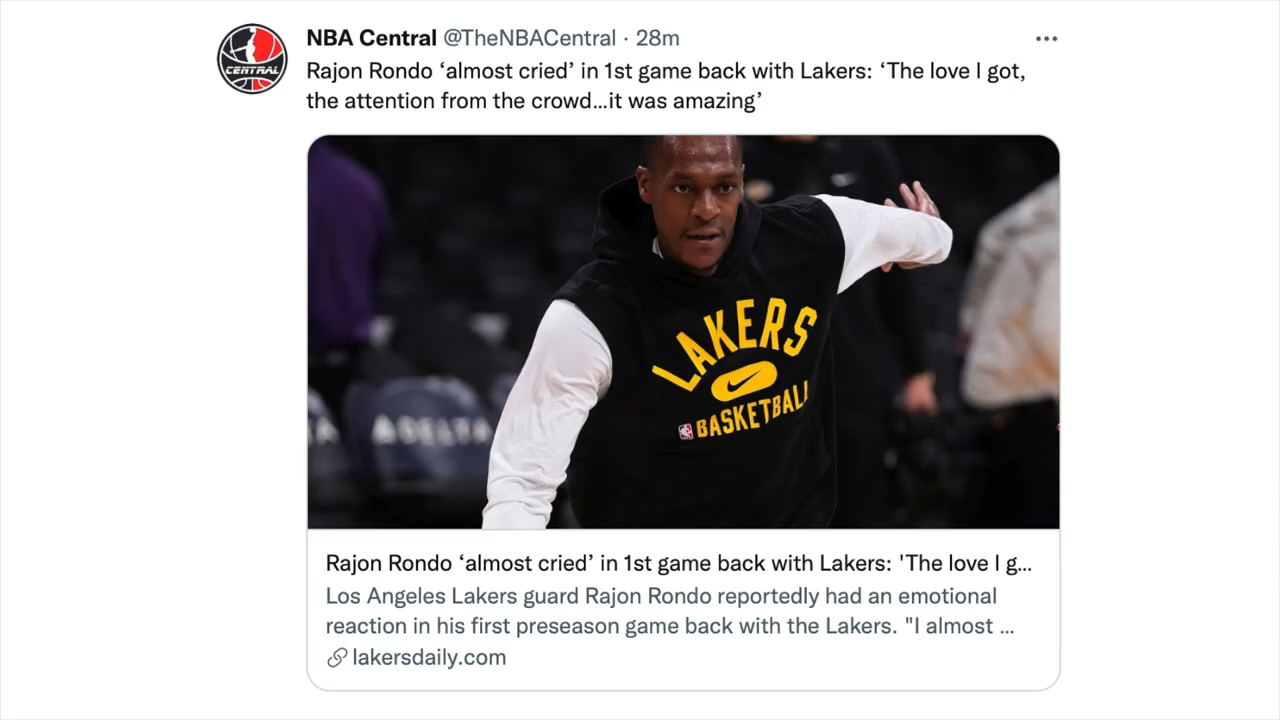 CENTRAL
NBA Central @TheNBACentral · 28m
Rajon Rondo ‘almost cried’ in 1st game back with Lakers: ‘The love I got,
the attention from the crowd...it was amazing’
LAKERS
BASKETBALL
DELTA
Rajon Rondo ‘almost cried’ in 1st game back with Lakers: 'The love I g...
Los Angeles Lakers guard Rajon Rondo reportedly had an emotional
reaction in his first preseason game back with the Lakers. "I almost ...
lakersdaily.com